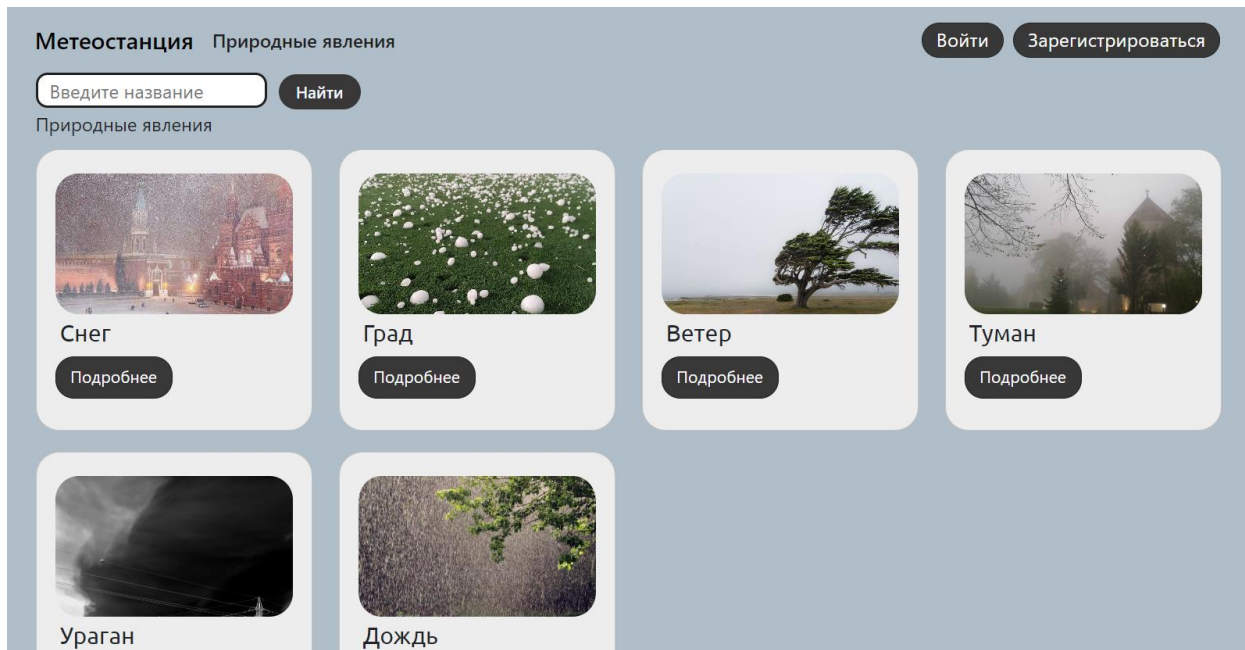 Метеостанция Природные явления Войти Зарегистрироваться
Введите название Найти
Природные явления
Снег Град Ветер Туман
Подробнее Подробнее Подробнее Подробнее
Ураган Дождь